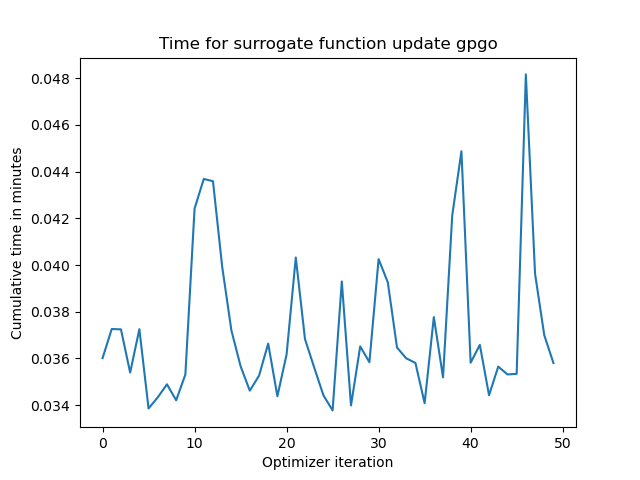 Time for surrogate function update gpgo
0.048
0.046
0.044
0.042
0.040
0.038
0.036
0.034
Cumulative time in minutes
0 10 20 30 40 50
Optimizer iteration